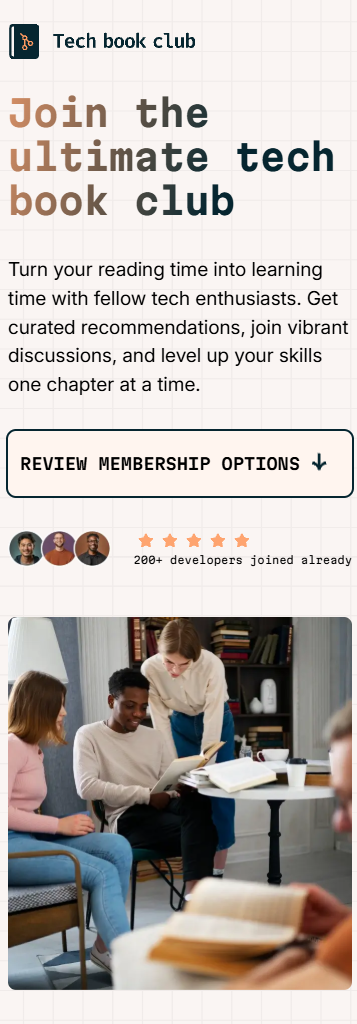 Tech book club
Join the
ultimate tech
book club
Turn your reading time into learning
time with fellow tech enthusiasts. Get
curated recommendations, join vibrant
discussions, and level up your skills
one chapter at a time.
REVIEW MEMBERSHIP OPTIONS ↓
200+ developers joined already